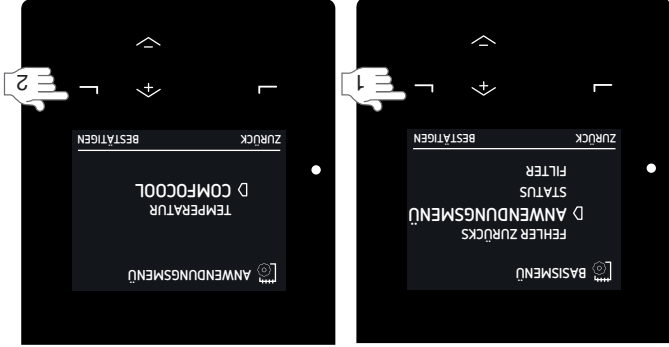 BASISMENÜ
FEHLER ZURÜCKS
ANWENDUNGSMENÜ
STATUS
FILTER
ZURÜCK BESTÄTIGEN
+
1
−
ANWENDUNGSMENÜ
TEMPERATUR
COMFOCOOL
ZURÜCK BESTÄTIGEN
+
2
−